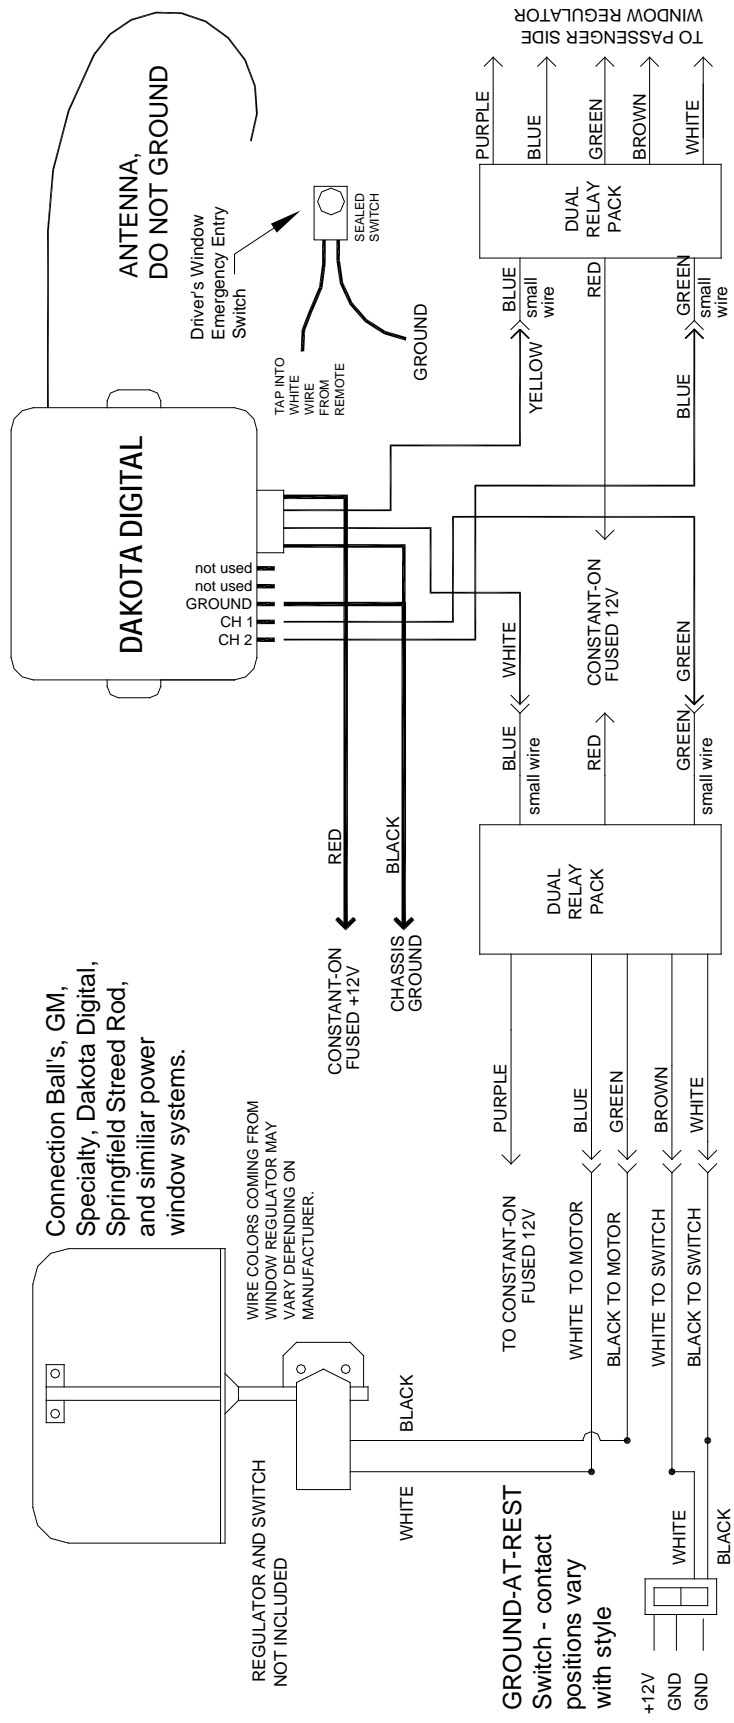 Connection Ball's, GM,
Specialty, Dakota Digital,
Springfield Streed Rod,
and similiar power
window systems.
DAKOTA DIGITAL
not used
not used
GROUND
CH 1
CH 2
ANTENNA,
DO NOT GROUND
Driver's Window
Emergency Entry
Switch
SEALED
SWITCH
TAP INTO
WHITE
WIRE
FROM
REMOTE
GROUND
WIRE COLORS COMING FROM
WINDOW REGULATOR MAY
VARY DEPENDING ON
MANUFACTURER.
REGULATOR AND SWITCH
NOT INCLUDED
WHITE
BLACK
CONSTANT-ON
FUSED +12V
RED
CHASSIS
GROUND
BLACK
GROUND-AT-REST
Switch - contact
positions vary
with style
+12V
GND
GND
WHITE
BLACK
TO CONSTANT-ON
FUSED 12V
PURPLE
WHITE TO MOTOR
BLUE
BLACK TO MOTOR
GREEN
WHITE TO SWITCH
BROWN
BLACK TO SWITCH
WHITE
DUAL
RELAY
PACK
BLUE
small wire
WHITE
RED
CONSTANT-ON
FUSED 12V
GREEN
small wire
GREEN
YELLOW
BLUE
small
wire
RED
BLUE
GREEN
small
wire
DUAL
RELAY
PACK
PURPLE
BLUE
GREEN
BROWN
WHITE
TO PASSENGER SIDE
WINDOW REGULATOR